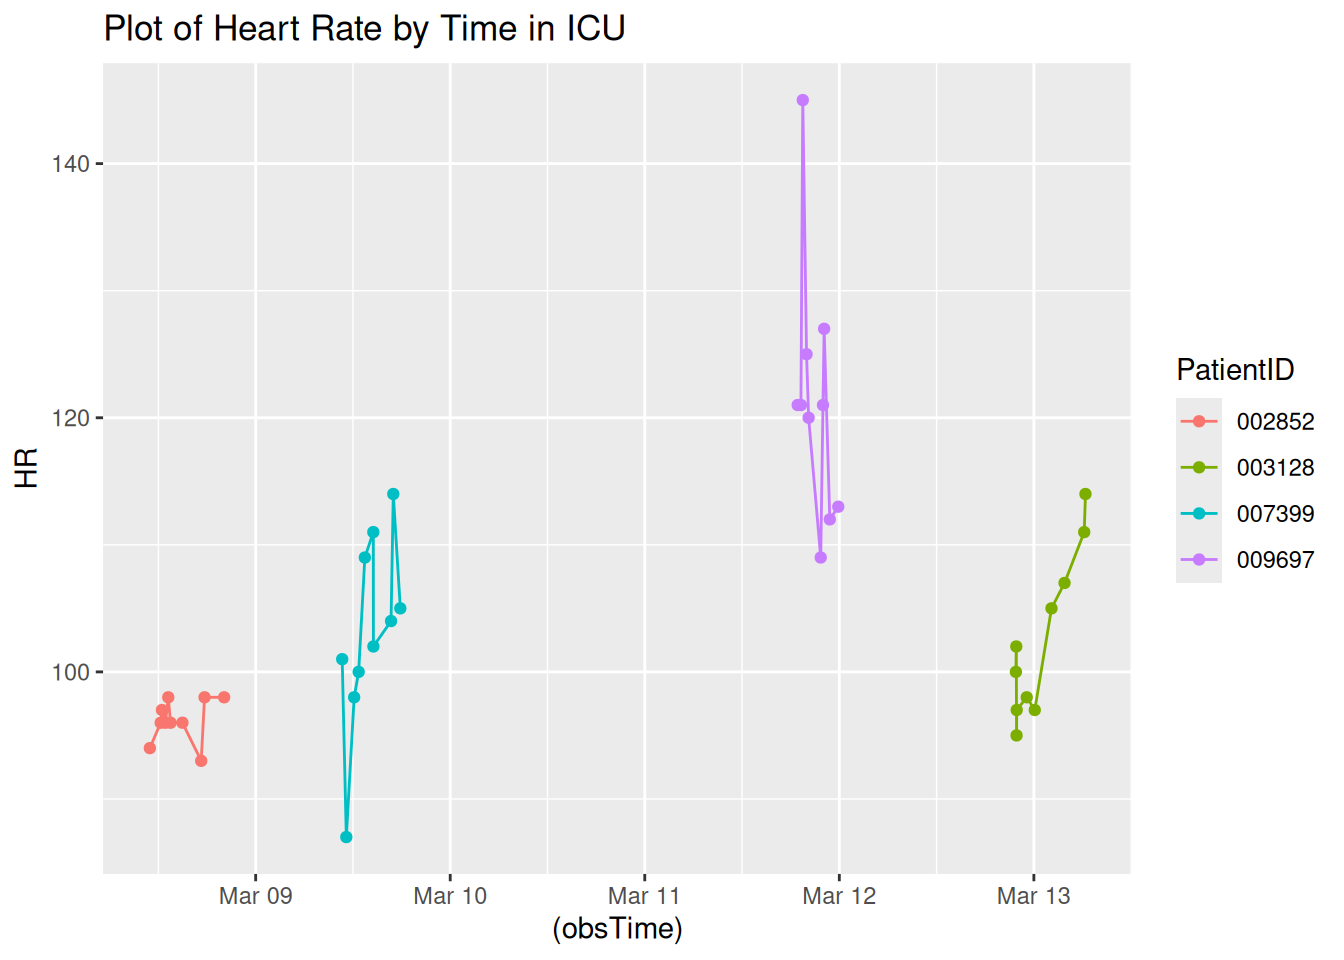 Plot of Heart Rate by Time in ICU
140
120
100
HR
Mar 09
Mar 10
Mar 11
Mar 12
Mar 13
(obsTime)
PatientID
002852
003128
007399
009697